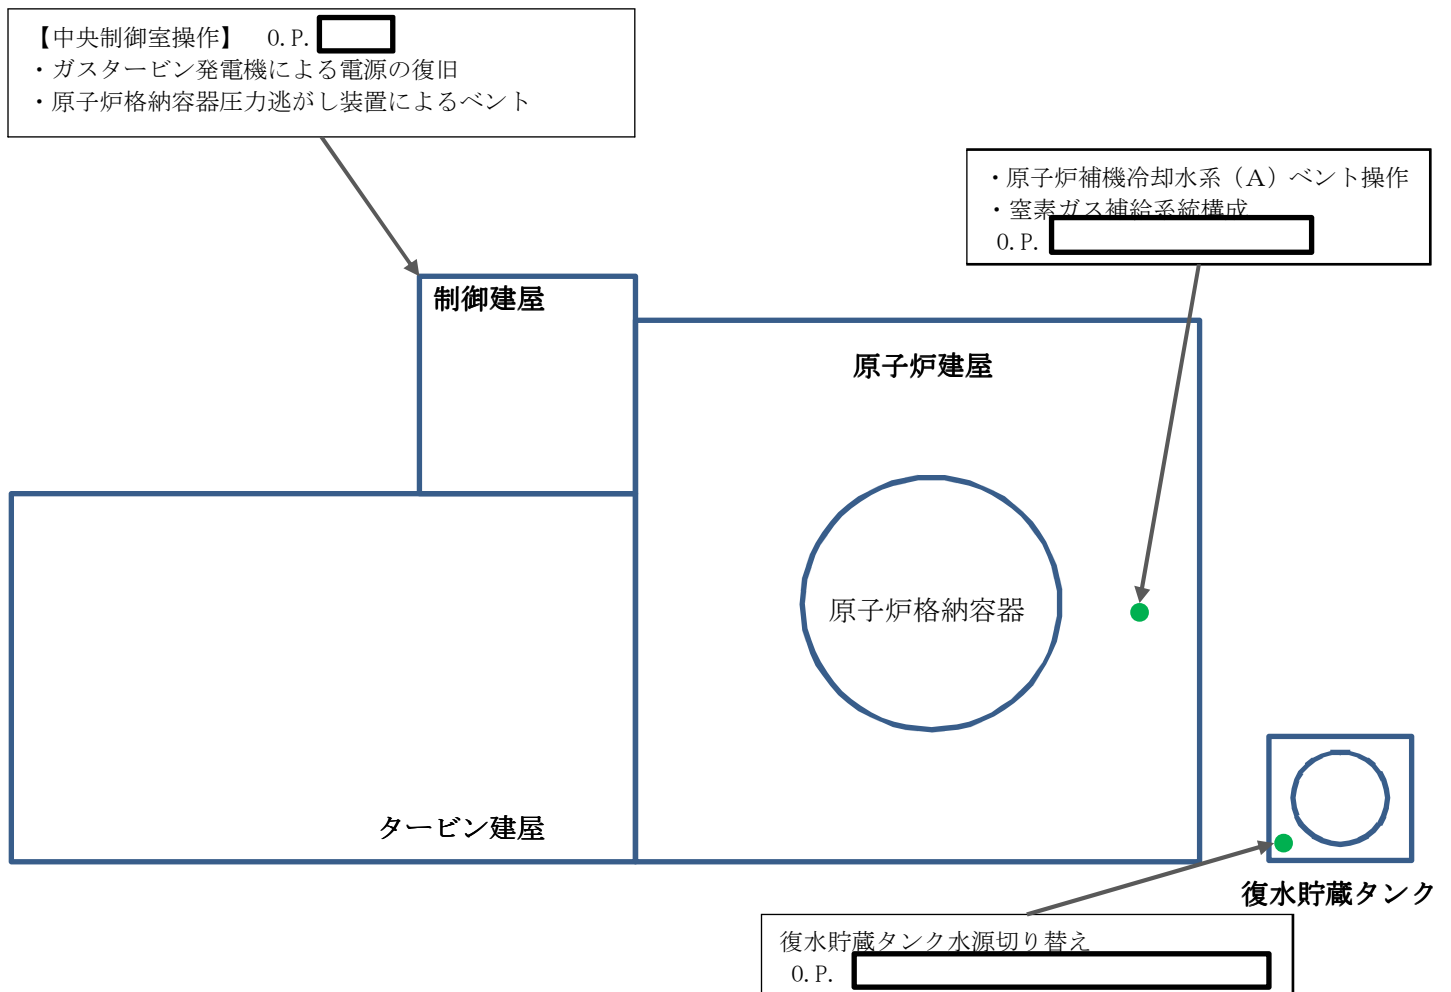 【中央制御室操作】 O.P.
・ガスタービン発電機による電源の復旧
・原子炉格納容器圧力逃がし装置によるベント
・原子炉補機冷却水系（A）ベント操作
・窒素ガス補給系統構成
O.P.
制御建屋
原子炉建屋
原子炉格納容器
タービン建屋
復水貯蔵タンク
復水貯蔵タンク水源切り替え
O.P.